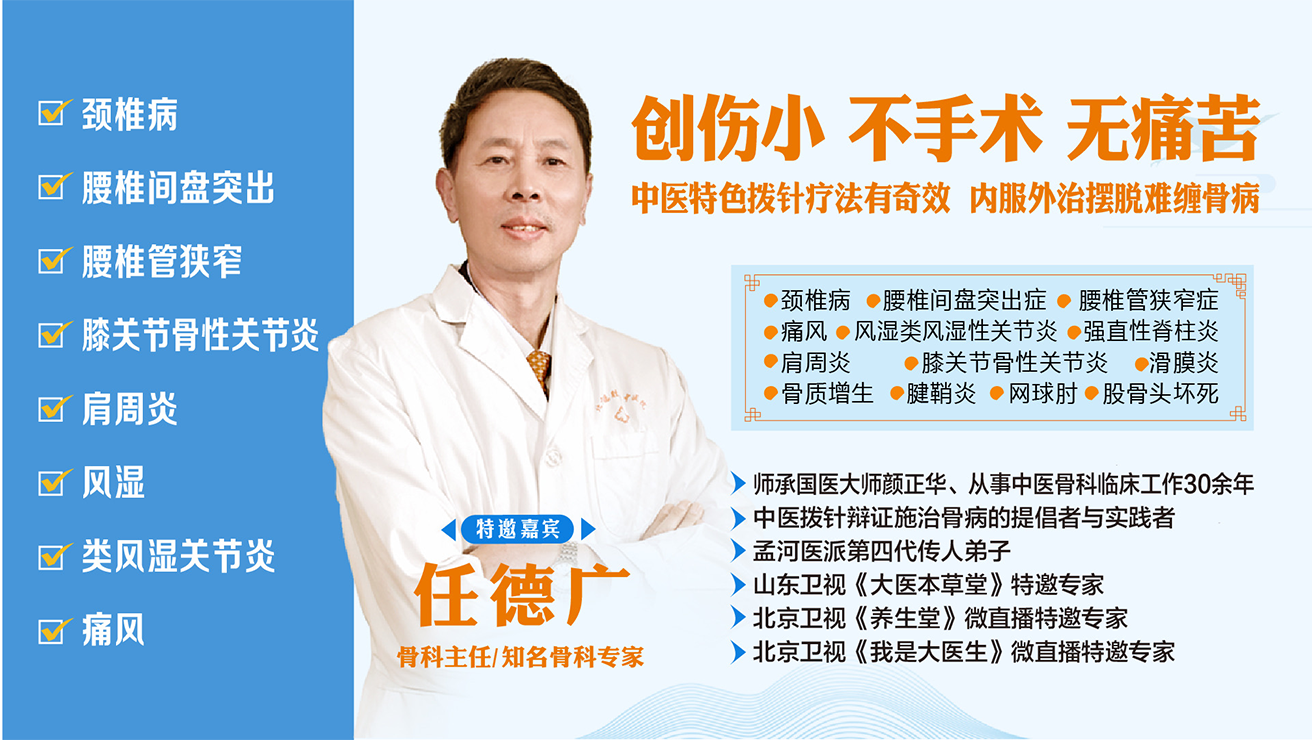 颈椎病
腰椎间盘突出
腰椎管狭窄
膝关节骨性关节炎
肩周炎
风湿
类风湿关节炎
痛风
创伤小 不手术 无痛苦
中医特色拨针疗法有奇效 内服外治摆脱难缠骨病
颈椎病 腰椎间盘突出症 腰椎管狭窄症
痛风 风湿类风湿性关节炎 强直性脊柱炎
肩周炎 膝关节骨性关节炎 滑膜炎
骨质增生 腱鞘炎 网球肘 股骨头坏死
师承国医大师颜正华、从事中医骨科临床工作30余年
中医拨针辩证施治骨病的提倡者与实践者
孟河医派第四代传人弟子
山东卫视《大医本草堂》特邀专家
北京卫视《养生堂》微直播特邀专家
北京卫视《我是大医生》微直播特邀专家
特邀嘉宾
任德广
骨科主任/知名骨科专家